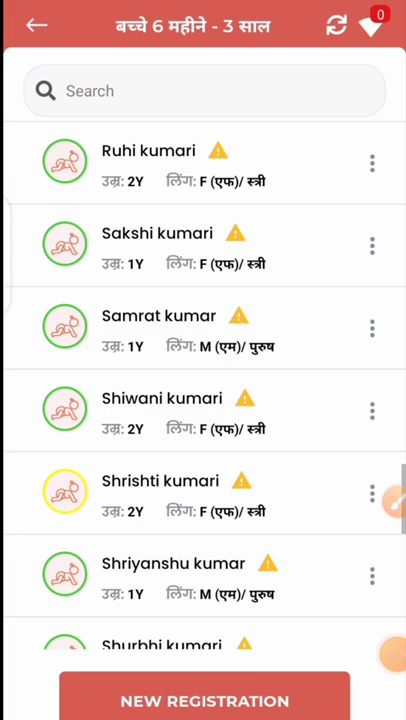 बच्चे 6 महीने - 3 साल
0
Search
Ruhi kumari
उम्र: 2Y लिंग: F (एफ)/ स्त्री
Sakshi kumari
उम्र: 1Y लिंग: F (एफ)/ स्त्री
Samrat kumar
उम्र: 1Y लिंग: M (एम)/ पुरुष
Shiwani kumari
उम्र: 2Y लिंग: F (एफ)/ स्त्री
Shrishti kumari
उम्र: 2Y लिंग: F (एफ)/ स्त्री
Shriyanshu kumar
उम्र: 1Y लिंग: M (एम)/ पुरुष
Shurbhi kumari
NEW REGISTRATION